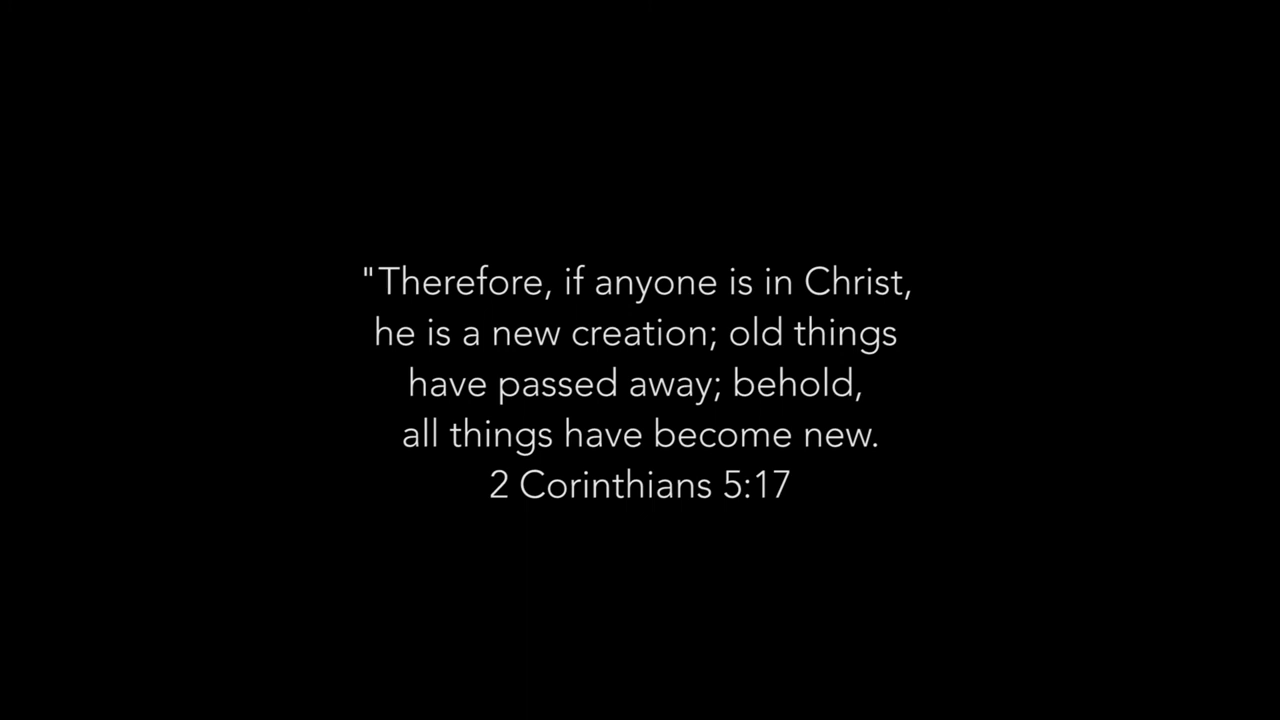 "Therefore, if anyone is in Christ,
he is a new creation; old things
have passed away; behold,
all things have become new.
2 Corinthians 5:17